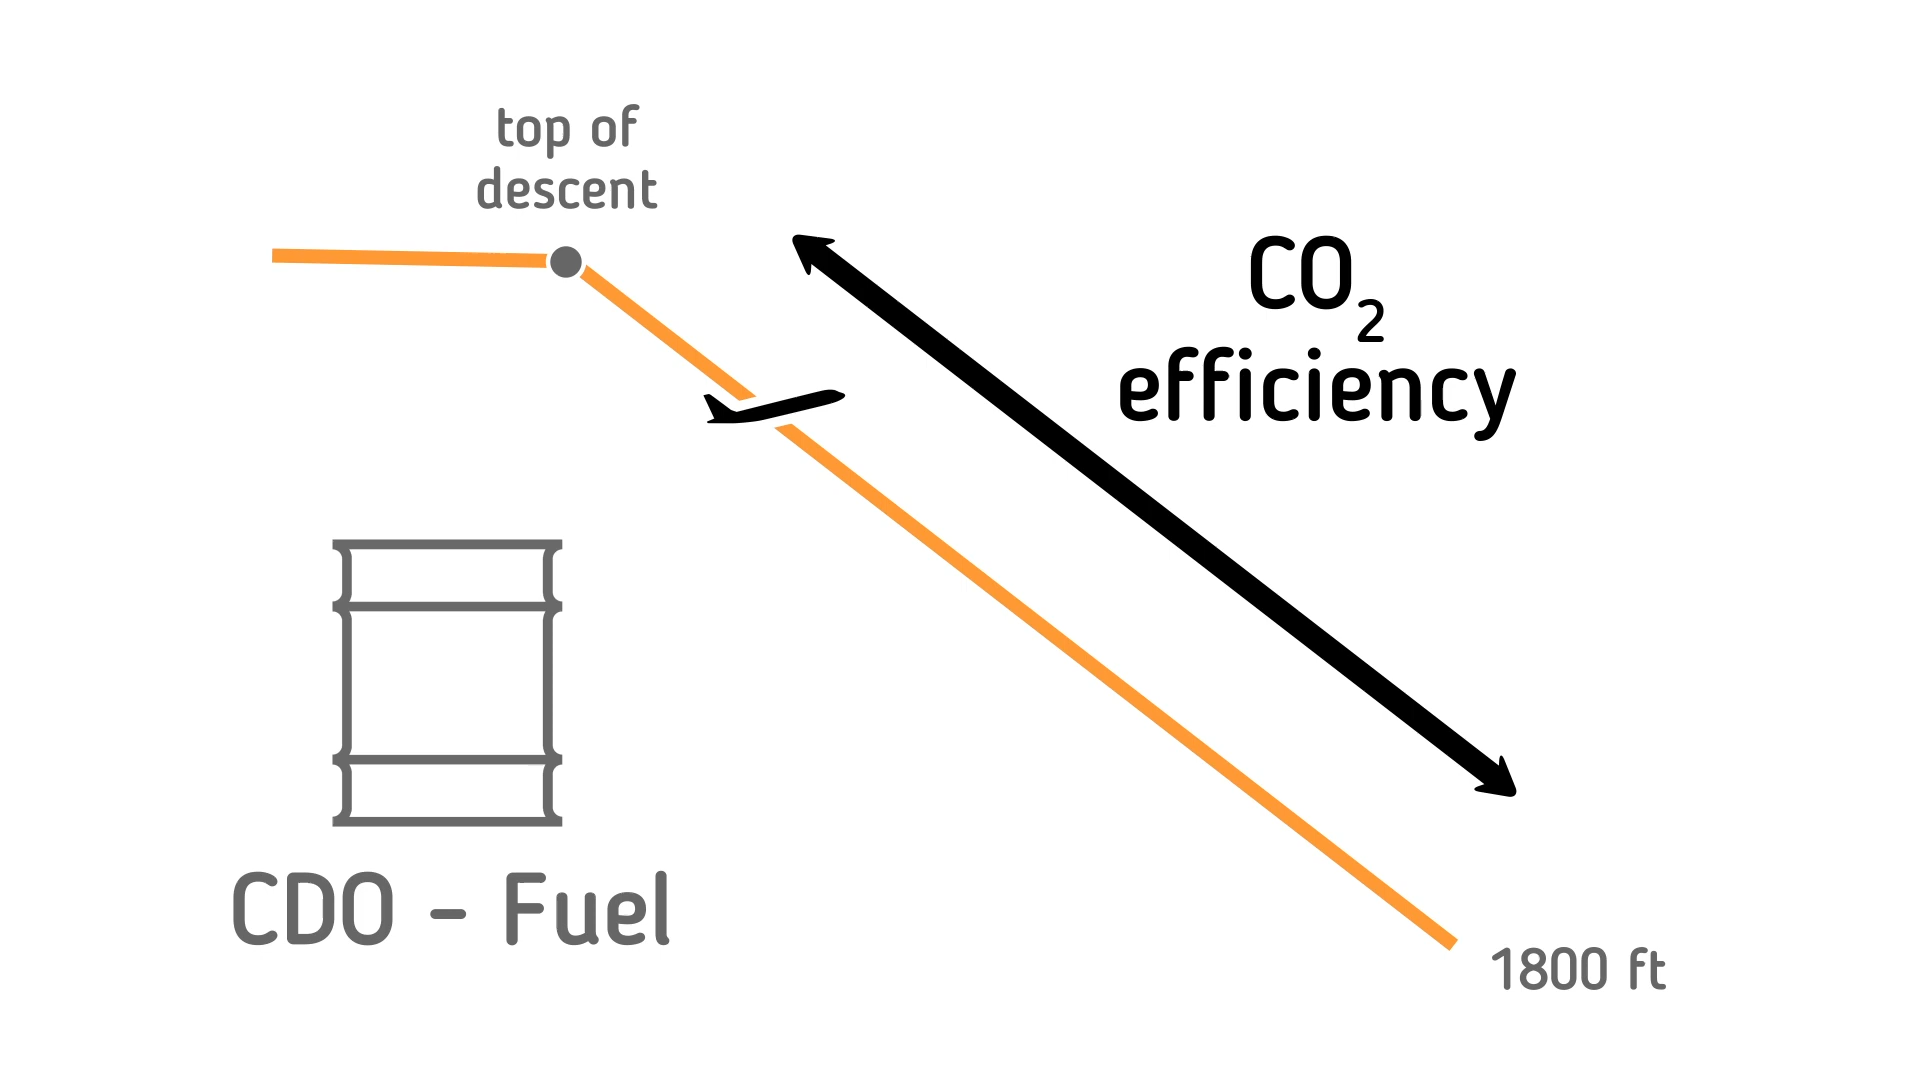 top of
descent
CO₂
efficiency
CDO - Fuel
1800 ft